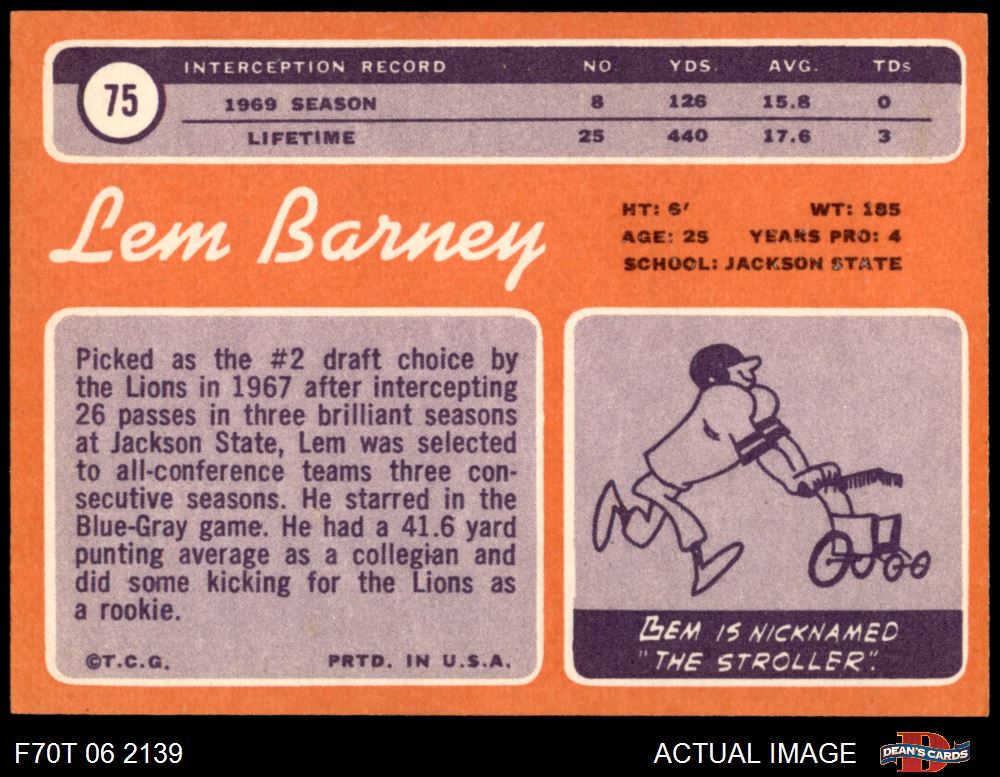 75
INTERCEPTION RECORD NO. YDS. AVG. TDs
1969 SEASON 8 126 15.8 0
LIFETIME 25 440 17.6 3
Lem Barney
HT: 6' WT: 185
AGE: 25 YEARS PRO: 4
SCHOOL: JACKSON STATE
Picked as the #2 draft choice by
the Lions in 1967 after intercepting
26 passes in three brilliant seasons
at Jackson State, Lem was selected
to all-conference teams three con-
secutive seasons. He starred in the
Blue-Gray game. He had a 41.6 yard
punting average as a collegian and
did some kicking for the Lions as
a rookie.
©T.C.G. PRTD. IN U.S.A.
LEM IS NICKNAMED
"THE STROLLER".
F70T 06 2139 ACTUAL IMAGE DEAN'S CARDS